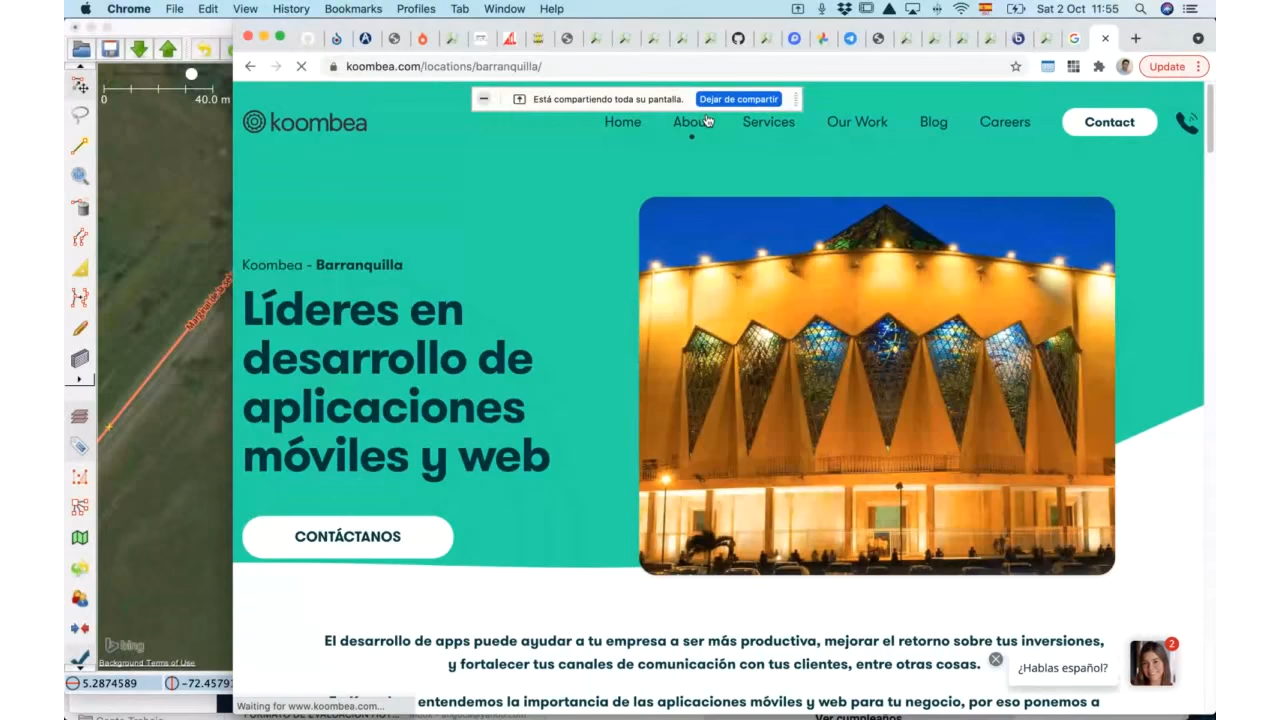 Chrome File Edit View History Bookmarks Profiles Tab Window Help Sat 2 Oct 11:55
koombea.com/locations/barranquilla/ Update
Está compartiendo toda su pantalla. Dejar de compartir
0 40.0 m
koombea Home About Services Our Work Blog Careers Contact
Koombea - Barranquilla
Líderes en
desarrollo de
aplicaciones
móviles y web
CONTÁCTANOS
El desarrollo de apps puede ayudar a tu empresa a ser más productiva, mejorar el retorno sobre tus inversiones,
y fortalecer tus canales de comunicación con tus clientes, entre otras cosas.
2
¿Hablas español?
bing
Background Terms of Use
5.2874589 -72.45797
entendemos la importancia de las aplicaciones móviles y web para tu negocio, por eso ponemos a
Waiting for www.koombea.com...